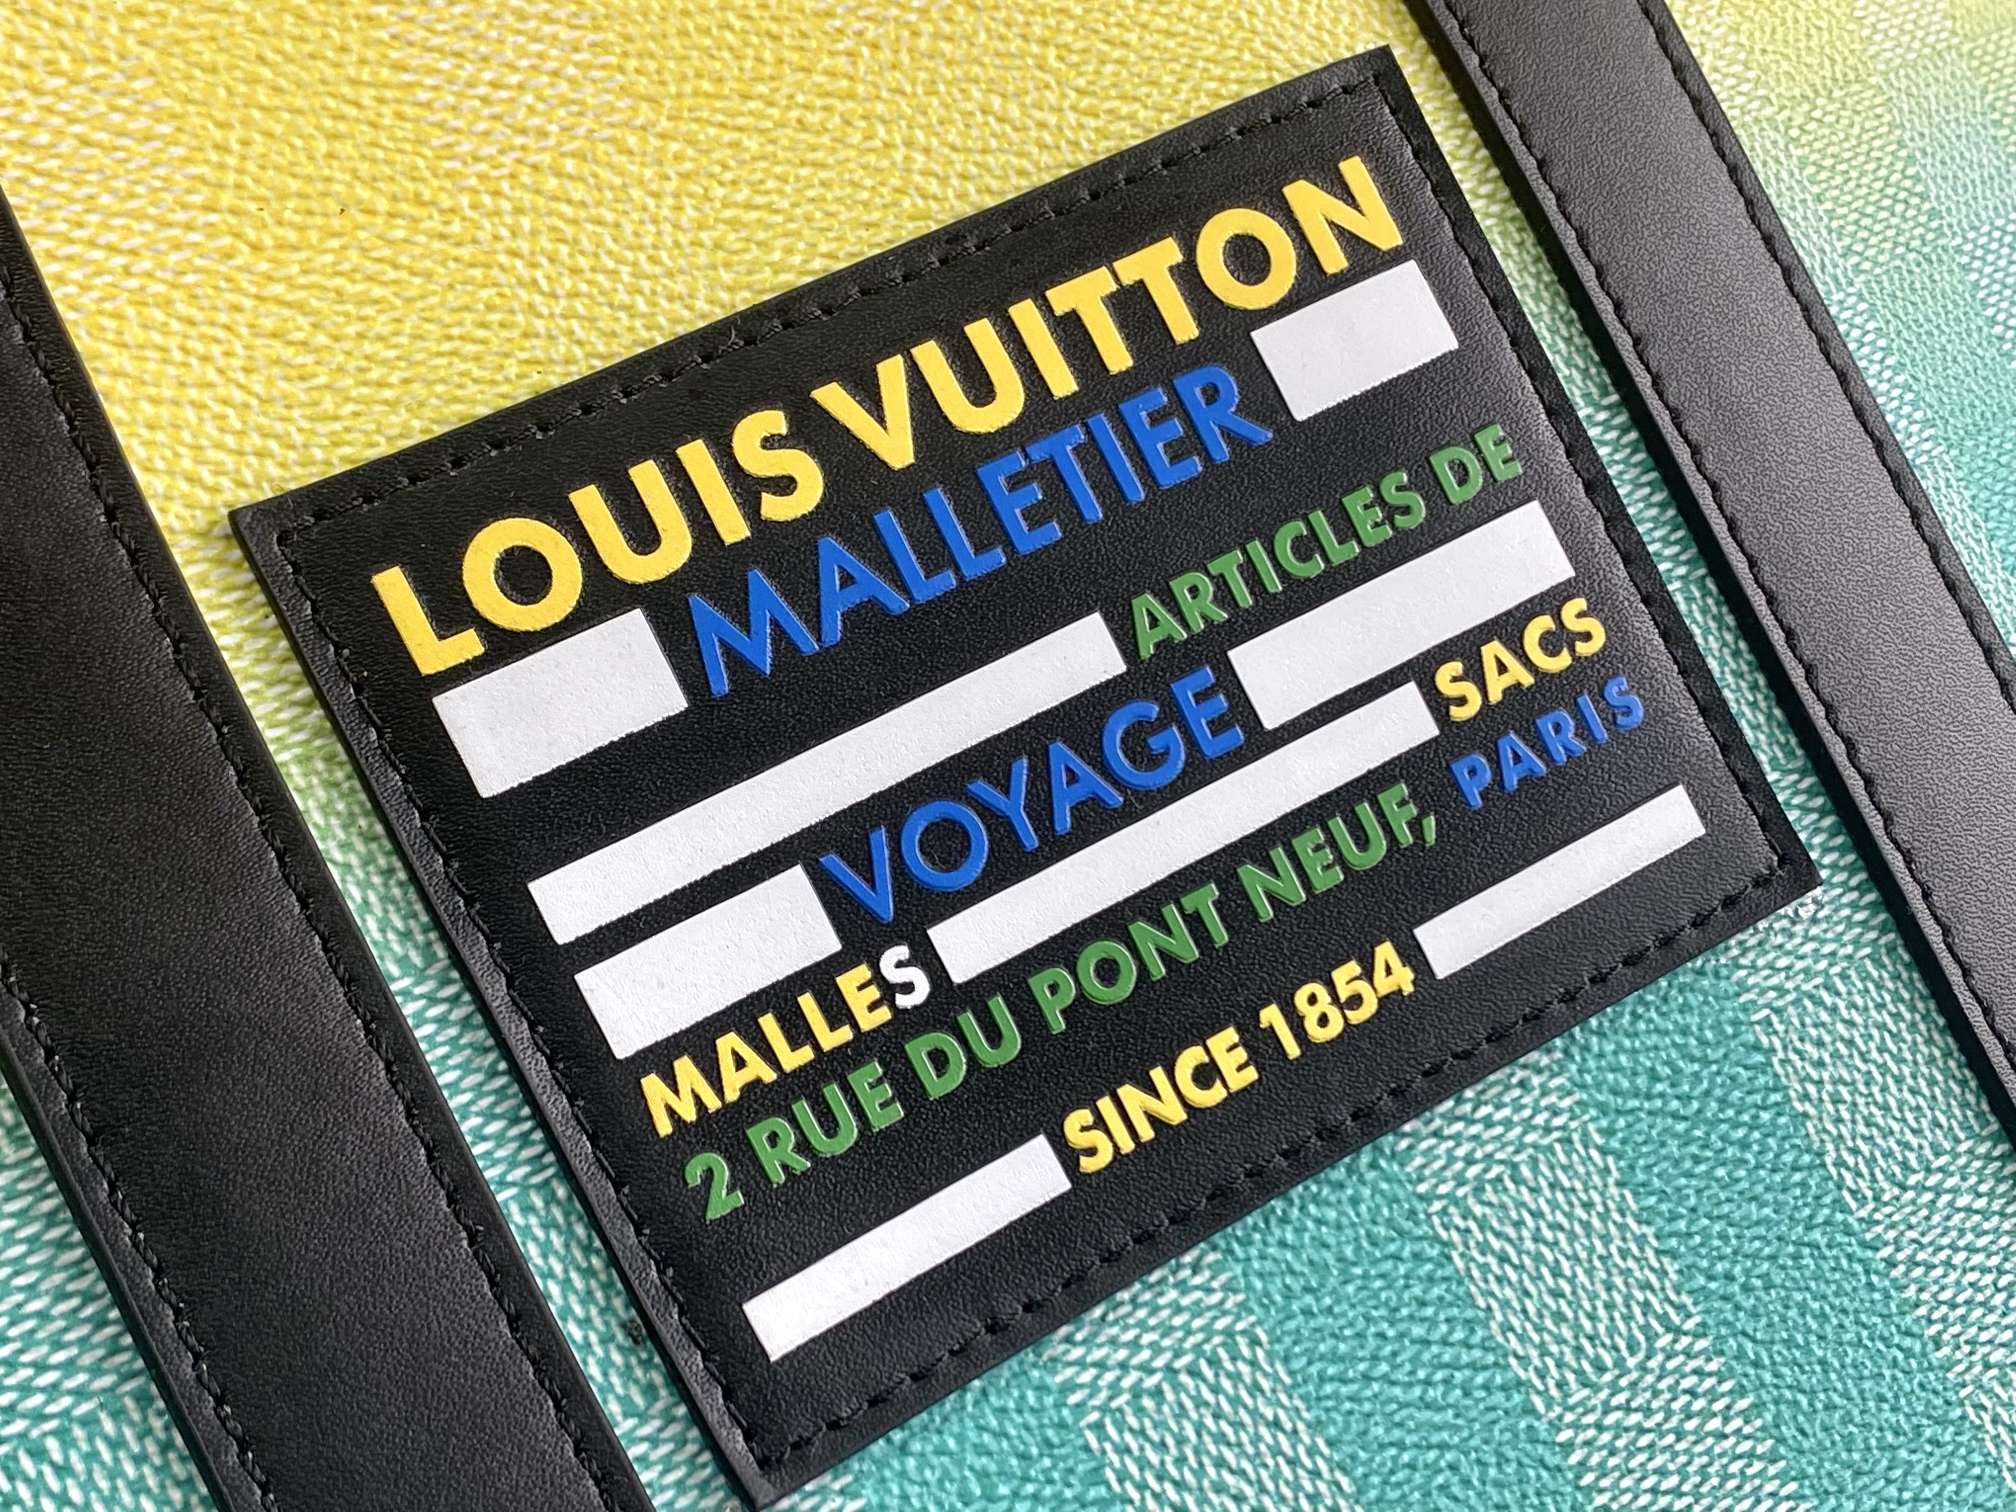 LOUIS VUITTON
MALLETIER
ARTICLES DE
VOYAGE
MALLES SACS
2 RUE DU PONT NEUF, PARIS
SINCE 1854